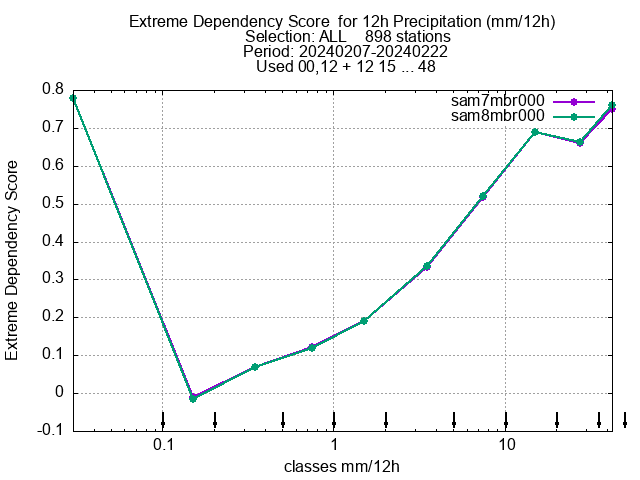 Extreme Dependency Score  for 12h Precipitation (mm/12h)
Selection: ALL    898 stations
Period: 20240207-20240222
Used 00,12 + 12 15 ... 48
sam7mbr000
sam8mbr000
Extreme Dependency Score
0.8
0.7
0.6
0.5
0.4
0.3
0.2
0.1
0
-0.1
0.1
1
10
classes mm/12h